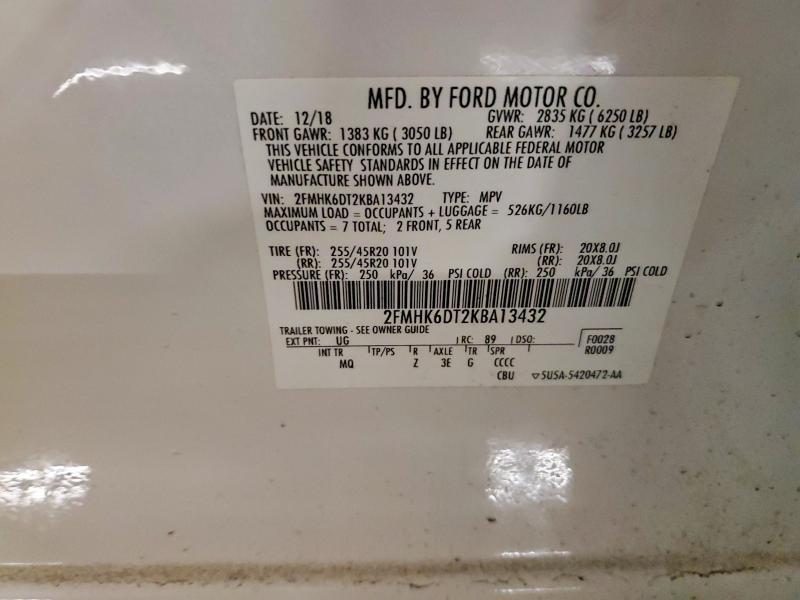 MFD. BY FORD MOTOR CO.
DATE: 12/18 GVWR: 2835 KG ( 6250 LB)
FRONT GAWR: 1383 KG ( 3050 LB) REAR GAWR: 1477 KG ( 3257 LB)
THIS VEHICLE CONFORMS TO ALL APPLICABLE FEDERAL MOTOR
VEHICLE SAFETY STANDARDS IN EFFECT ON THE DATE OF
MANUFACTURE SHOWN ABOVE.
VIN: 2FMHK6DT2KBA13432 TYPE: MPV
MAXIMUM LOAD = OCCUPANTS + LUGGAGE = 526KG/1160LB
OCCUPANTS = 7 TOTAL; 2 FRONT, 5 REAR
TIRE (FR): 255/45R20 101V RIMS (FR): 20X8.0J
(RR): 255/45R20 101V (RR): 20X8.0J
PRESSURE (FR): 250 kPa/ 36 PSI COLD (RR): 250 kPa/ 36 PSI COLD
2FMHK6DT2KBA13432
TRAILER TOWING - SEE OWNER GUIDE
EXT PNT: UG RC: 89 DSO: F0028
INT TR TP/PS R AXLE TR SPR R0009
MQ Z 3E G CCCC
CBU 5U5A-5420472-AA